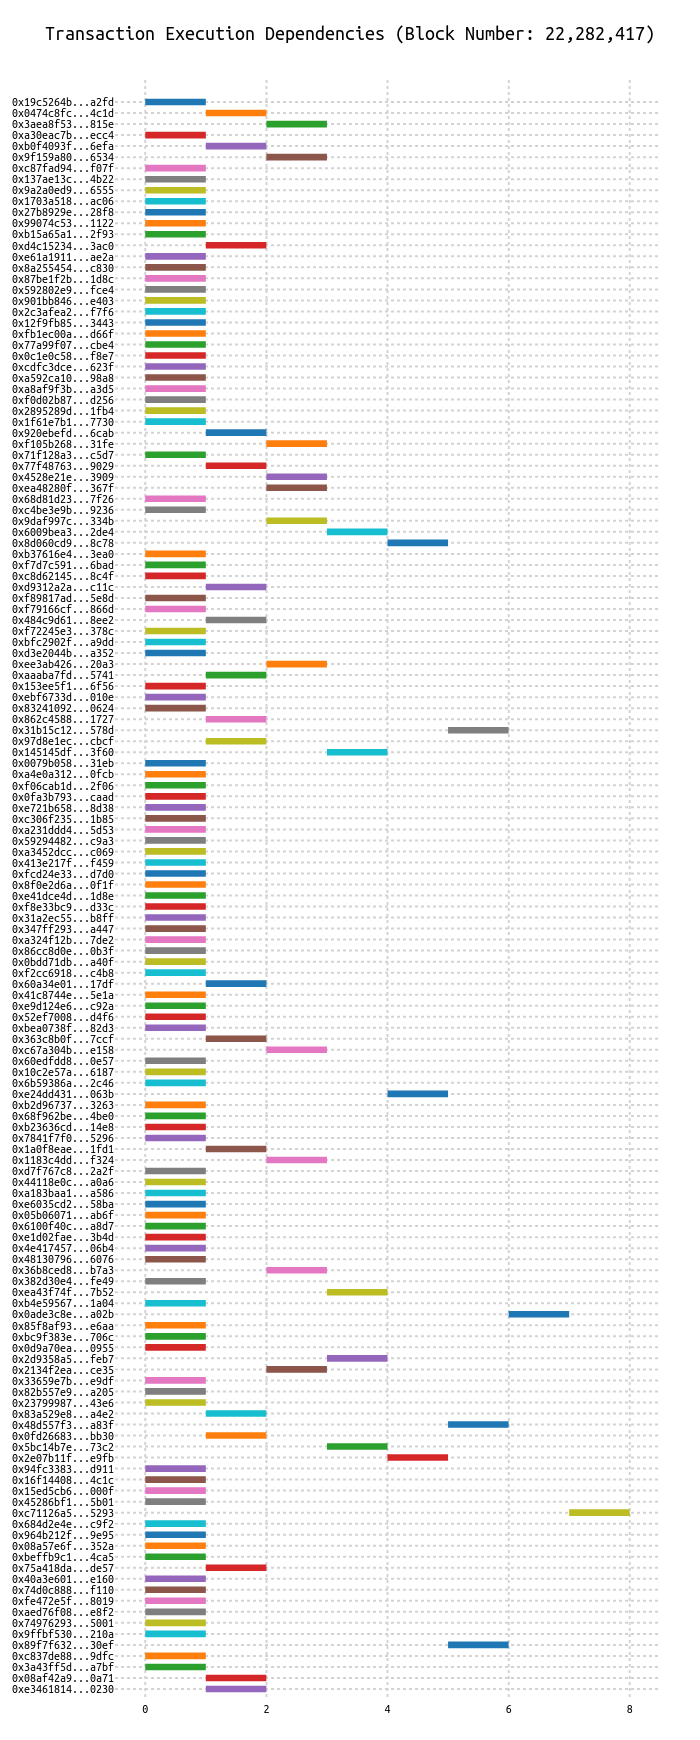 Transaction Execution Dependencies (Block Number: 22,282,417)
0x19c5264b...a2fd
0x0474c8fc...4c1d
0x3aea8f53...815e
0xa30eac7b...ecc4
0xb0f4093f...6efa
0x9f159a80...6534
0xc87fad94...f07f
0x137ae13c...4b22
0x9a2a0ed9...6555
0x1703a518...ac06
0x27b8929e...28f8
0x99074c53...1122
0xb15a65a1...2f93
0xd4c15234...3ac0
0xe61a1911...ae2a
0x8a255454...c830
0x87be1f2b...1d8c
0x592802e9...fce4
0x901bb846...e403
0x2c3afea2...f7f6
0x12f9fb85...3443
0xfb1ec00a...d66f
0x77a99f07...cbe4
0x0c1e0c58...f8e7
0xcdfc3dce...623f
0xa592ca10...98a8
0xa8af9f3b...a3d5
0xf0d02b87...d256
0x2895289d...1fb4
0x1f61e7b1...7730
0x920ebefd...6cab
0xf105b268...31fe
0x71f128a3...c5d7
0x77f48763...9029
0x4528e21e...3909
0xea48280f...367f
0x68d81d23...7f26
0xc4be3e9b...9236
0x9daf997c...334b
0x6009bea3...2de4
0x8d060cd9...8c78
0xb37616e4...3ea0
0xf7d7c591...6bad
0xc8d62145...8c4f
0xd9312a2a...c11c
0xf89817ad...5e8d
0xf79166cf...866d
0x484c9d61...8ee2
0xf72245e3...378c
0xbfc2902f...a9dd
0xd3e2044b...a352
0xee3ab426...20a3
0xaaaba7fd...5741
0x153ee5f1...6f56
0xebf6733d...010e
0x83241092...0624
0x862c4588...1727
0x31b15c12...578d
0x97d8e1ec...cbcf
0x145145df...3f60
0x0079b058...31eb
0xa4e0a312...0fcb
0xf06cab1d...2f06
0x0fa3b793...caad
0xe721b658...8d38
0xc306f235...1b85
0xa231ddd4...5d53
0x59294482...c9a3
0xa3452dcc...c069
0x413e217f...f459
0xfcd24e33...d7d0
0x8f0e2d6a...0f1f
0xe41dce4d...1d8e
0xf8e33bc9...d33c
0x31a2ec55...b8ff
0x347ff293...a447
0xa324f12b...7de2
0x86cc8d0e...0b3f
0x0bdd71db...a40f
0xf2cc6918...c4b8
0x60a34e01...17df
0x41c8744e...5e1a
0xe9d124e6...c92a
0x52ef7008...d4f6
0xbea0738f...82d3
0x363c8b0f...7ccf
0xc67a304b...e158
0x60edfdd8...0e57
0x10c2e57a...6187
0x6b59386a...2c46
0xe24dd431...063b
0xb2d96737...3263
0x68f962be...4be0
0xb23636cd...14e8
0x7841f7f0...5296
0x1a0f8eae...1fd1
0x1183c4dd...f324
0xd7f767c8...2a2f
0x44118e0c...a0a6
0xa183baa1...a586
0xe6035cd2...58ba
0x05b06071...ab6f
0x6100f40c...a8d7
0xe1d02fae...3b4d
0x4e417457...06b4
0x48130796...6076
0x36b8ced8...b7a3
0x382d30e4...fe49
0xea43f74f...7b52
0xb4e59567...1a04
0x0ade3c8e...a02b
0x85f8af93...e6aa
0xbc9f383e...706c
0x0d9a70ea...0955
0x2d9358a5...feb7
0x2134f2ea...ce35
0x33659e7b...e9df
0x82b557e9...a205
0x23799987...43e6
0x83a529e8...a4e2
0x48d557f3...a83f
0x0fd26683...bb30
0x5bc14b7e...73c2
0x2e07b11f...e9fb
0x94fc3383...d911
0x16f14408...4c1c
0x15ed5cb6...000f
0x45286bf1...5b01
0xc71126a5...5293
0x684d2e4e...c9f2
0x964b212f...9e95
0x08a57e6f...352a
0xbeffb9c1...4ca5
0x75a418da...de57
0x40a3e601...e160
0x74d0c888...f110
0xfe472e5f...8019
0xaed76f08...e8f2
0x74976293...5001
0x9ffbf530...210a
0x89f7f632...30ef
0xc837de88...9dfc
0x3a43ff5d...a7bf
0x08af42a9...0a71
0xe3461814...0230
0 2 4 6 8